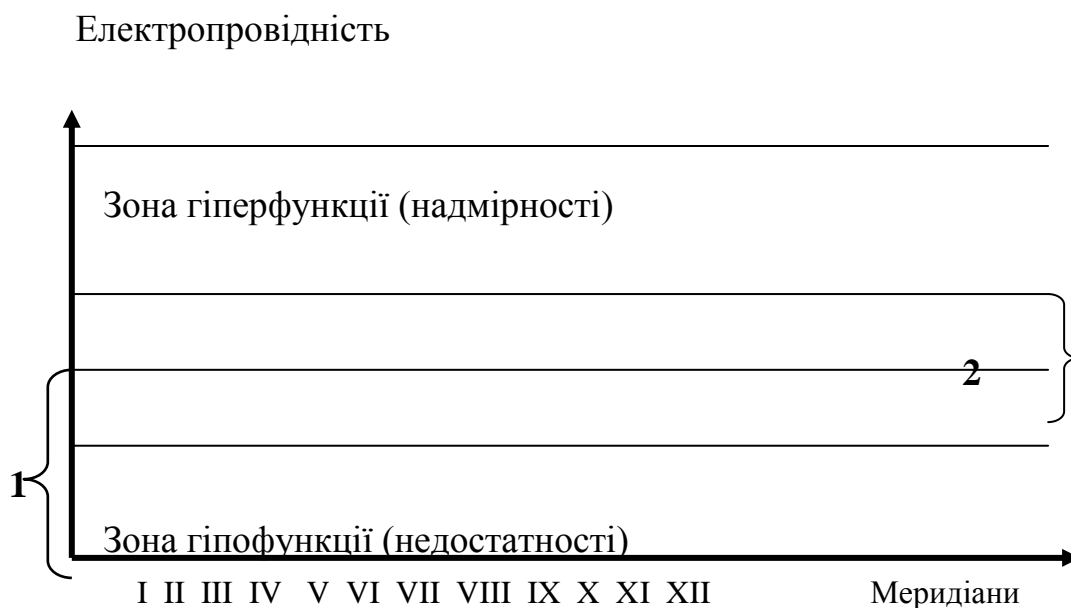 Електропровідність
Зона гіперфункції (надмірності)
2
1
Зона гіпофункції (недостатності)
I II III IV V VI VII VIII IX X XI XII Меридіани